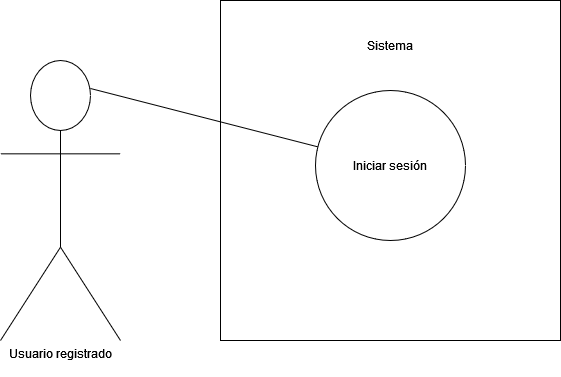 Sistema
Iniciar sesión
Usuario registrado